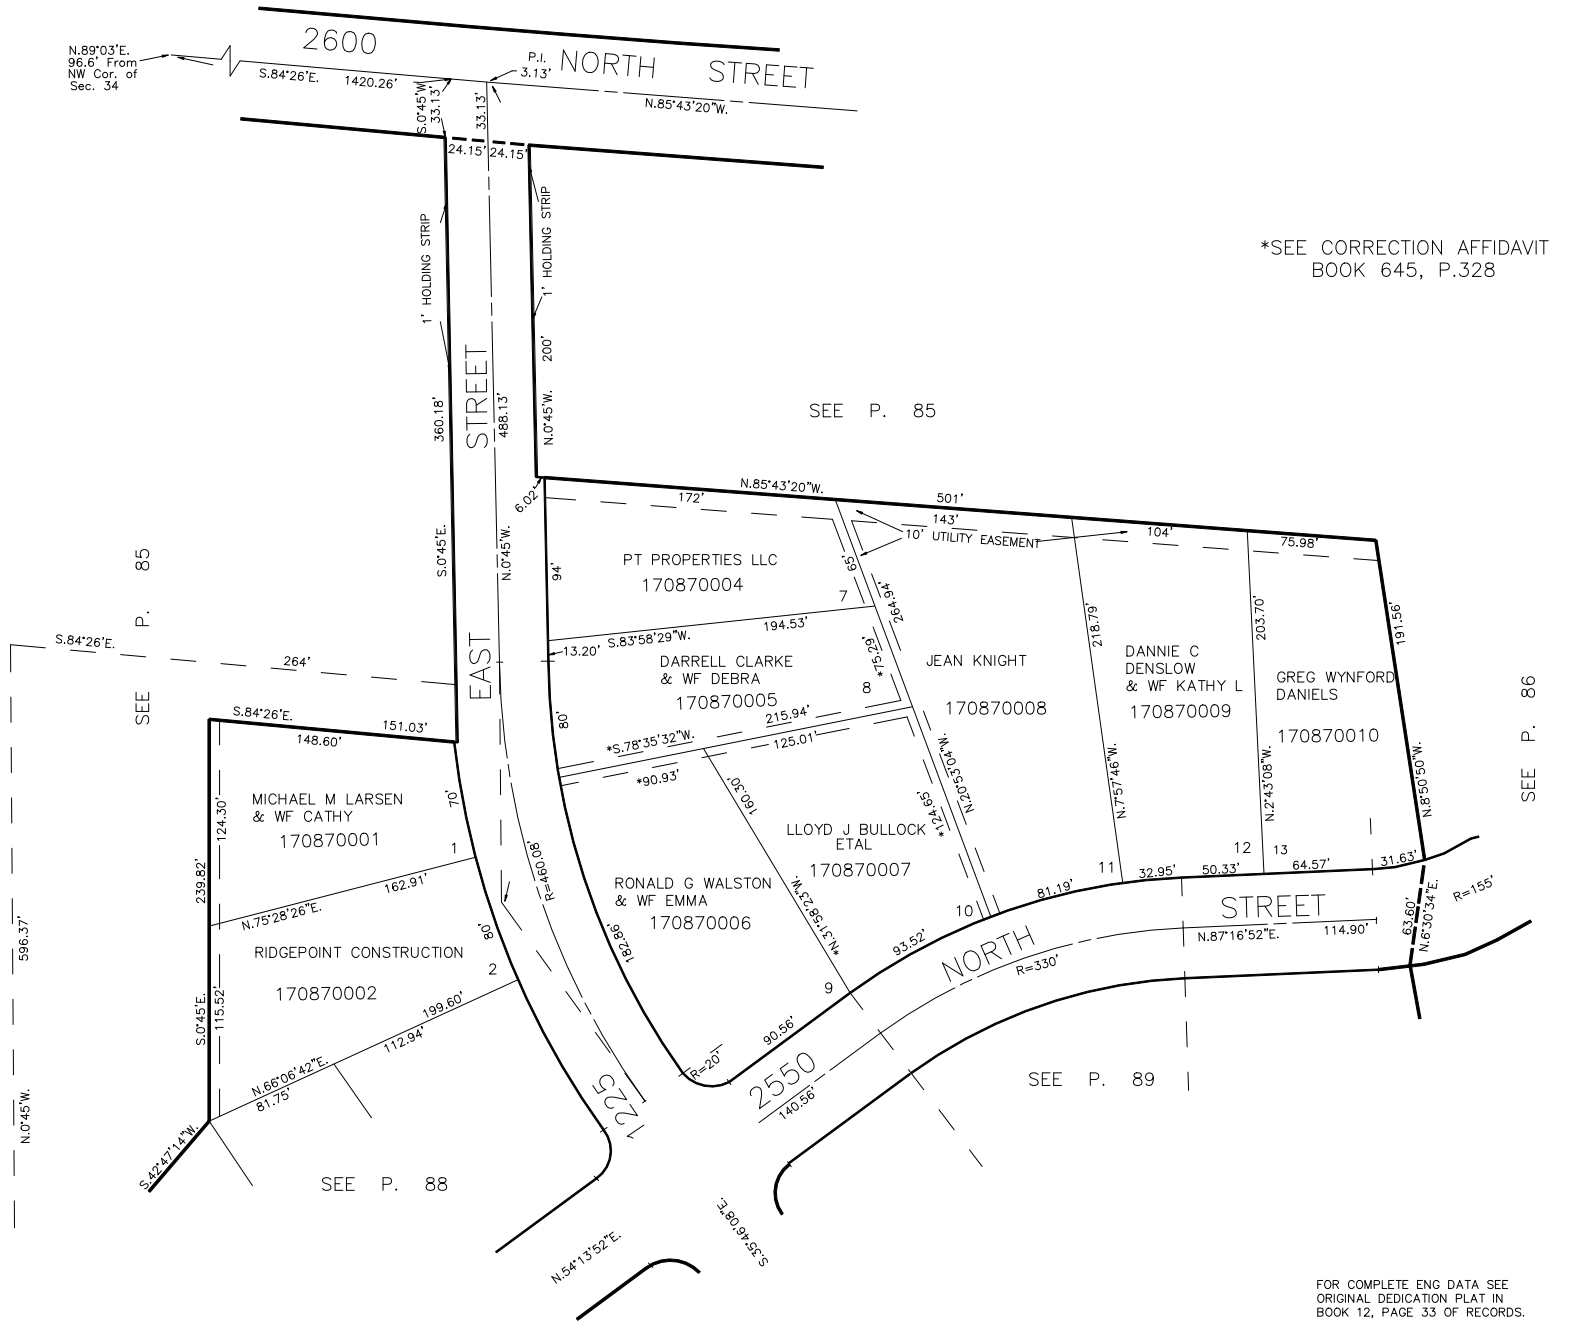 2600 NORTH STREET
N.89°03'E.
96.6' From
NW Cor. of
Sec. 34
S.84°26'E. 1420.26'
P.I.
3.13'
N.85°43'20"W.
S.0°45'W
33.13'
33.13'
24.15' 24.15'
1' HOLDING STRIP
1' HOLDING STRIP
*SEE CORRECTION AFFIDAVIT
BOOK 645, P.328
200'
N.0°45'W.
360.18'
S.0°45'E.
EAST STREET
488.13'
N.0°45'W.
SEE P. 85
6.02'
N.85°43'20"W.
501'
172'
143'
104'
75.98'
10' UTILITY EASEMENT
PT PROPERTIES LLC
170870004
7
94'
65'
264.94'
S.83°58'29"W. 194.53'
13.20'
DARRELL CLARKE
& WF DEBRA
170870005
8
*75.29'
80'
215.94'
*S.78°35'32"W.
125.01'
*90.93'
JEAN KNIGHT
170870008
N.20°53'04"W.
*124.65'
218.79'
N.7°57'46"W.
DANNIE C
DENSLOW
& WF KATHY L
170870009
203.70'
N.2°43'08"W.
GREG WYNFORD
DANIELS
170870010
191.56'
N.8°50'50"W.
SEE P. 86
SEE P. 85
S.84°26'E.
264'
S.84°26'E. 151.03'
148.60'
MICHAEL M LARSEN
& WF CATHY
170870001
1
70'
124.30'
239.82'
162.91'
N.75°28'26"E.
RIDGEPOINT CONSTRUCTION
170870002
2
80'
115.52'
S.0°45'E.
199.60'
112.94'
N.66°06'42"E.
81.75'
596.37'
N.0°45'W.
S.42°47'14"W.
SEE P. 88
R=460.08'
182.86'
RONALD G WALSTON
& WF EMMA
170870006
9
160.30'
*N.31°58'23"W.
LLOYD J BULLOCK
ETAL
170870007
10
11
12
13
93.52'
81.19'
32.95'
50.33'
64.57'
31.63'
90.56'
R=20'
1225
2550 NORTH STREET
140.56'
R=330'
N.87°16'52"E. 114.90'
63.60'
N.6°30'34"E.
R=155'
SEE P. 89
S.35°46'08"E.
N.54°13'52"E.
FOR COMPLETE ENG DATA SEE
ORIGINAL DEDICATION PLAT IN
BOOK 12, PAGE 33 OF RECORDS.